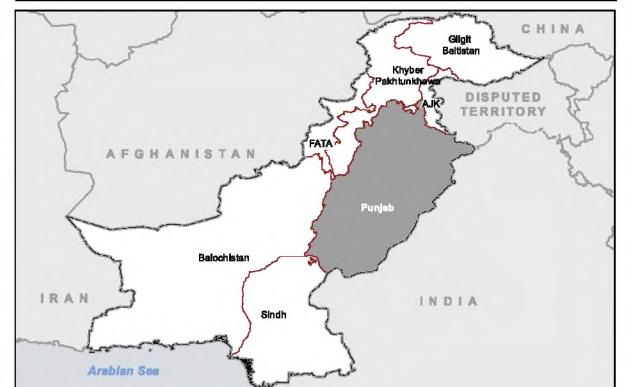 CHINA
Gilgit
Baltistan
Khyber
Pakhtunkhawa
DISPUTED
TERRITORY
AJK
FATA
AFGHANISTAN
Punjab
Balochistan
IRAN
INDIA
Sindh
Arabian Sea